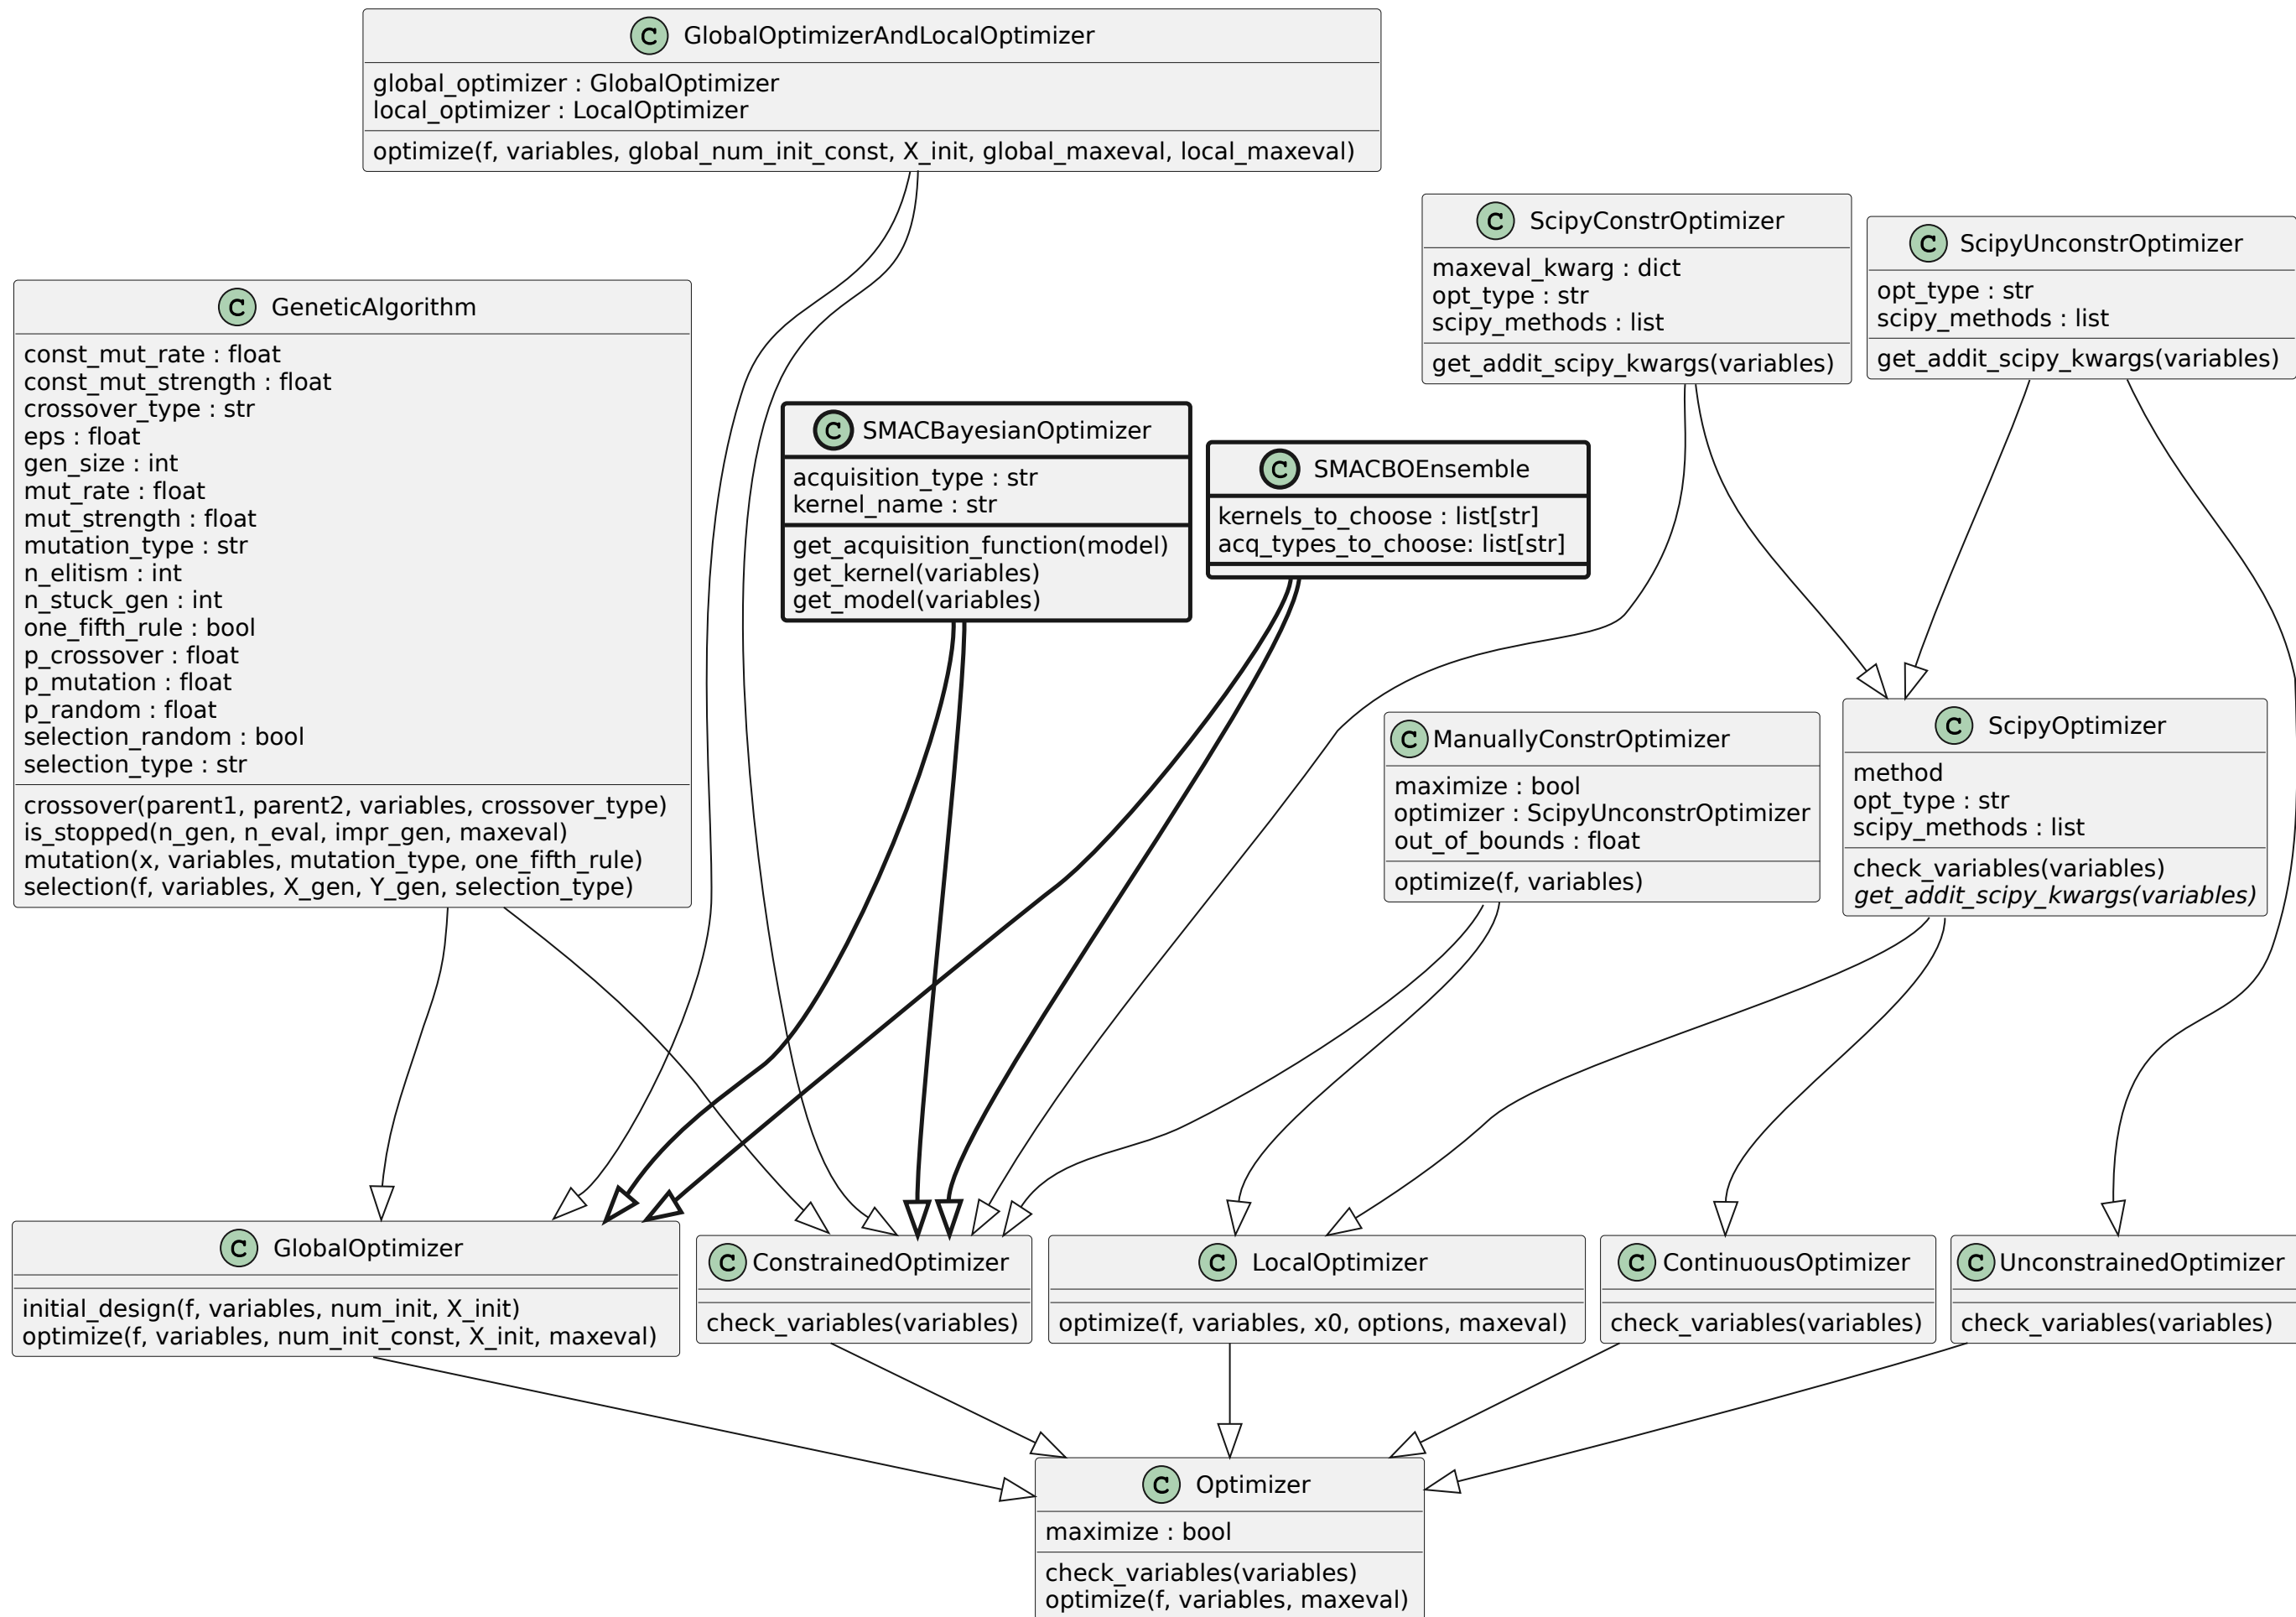 C GlobalOptimizerAndLocalOptimizer
global_optimizer : GlobalOptimizer
local_optimizer : LocalOptimizer
optimize(f, variables, global_num_init_const, X_init, global_maxeval, local_maxeval)
C ScipyConstrOptimizer
maxeval_kwarg : dict
opt_type : str
scipy_methods : list
get_addit_scipy_kwargs(variables)
C ScipyUnconstrOptimizer
opt_type : str
scipy_methods : list
get_addit_scipy_kwargs(variables)
C GeneticAlgorithm
const_mut_rate : float
const_mut_strength : float
crossover_type : str
eps : float
gen_size : int
mut_rate : float
mut_strength : float
mutation_type : str
n_elitism : int
n_stuck_gen : int
one_fifth_rule : bool
p_crossover : float
p_mutation : float
p_random : float
selection_random : bool
selection_type : str
crossover(parent1, parent2, variables, crossover_type)
is_stopped(n_gen, n_eval, impr_gen, maxeval)
mutation(x, variables, mutation_type, one_fifth_rule)
selection(f, variables, X_gen, Y_gen, selection_type)
C SMACBayesianOptimizer
acquisition_type : str
kernel_name : str
get_acquisition_function(model)
get_kernel(variables)
get_model(variables)
C SMACBOEnsemble
kernels_to_choose : list[str]
acq_types_to_choose: list[str]
C ManuallyConstrOptimizer
maximize : bool
optimizer : ScipyUnconstrOptimizer
out_of_bounds : float
optimize(f, variables)
C ScipyOptimizer
method
opt_type : str
scipy_methods : list
check_variables(variables)
get_addit_scipy_kwargs(variables)
C GlobalOptimizer
initial_design(f, variables, num_init, X_init)
optimize(f, variables, num_init_const, X_init, maxeval)
C ConstrainedOptimizer
check_variables(variables)
C LocalOptimizer
optimize(f, variables, x0, options, maxeval)
C ContinuousOptimizer
check_variables(variables)
C UnconstrainedOptimizer
check_variables(variables)
C Optimizer
maximize : bool
check_variables(variables)
optimize(f, variables, maxeval)